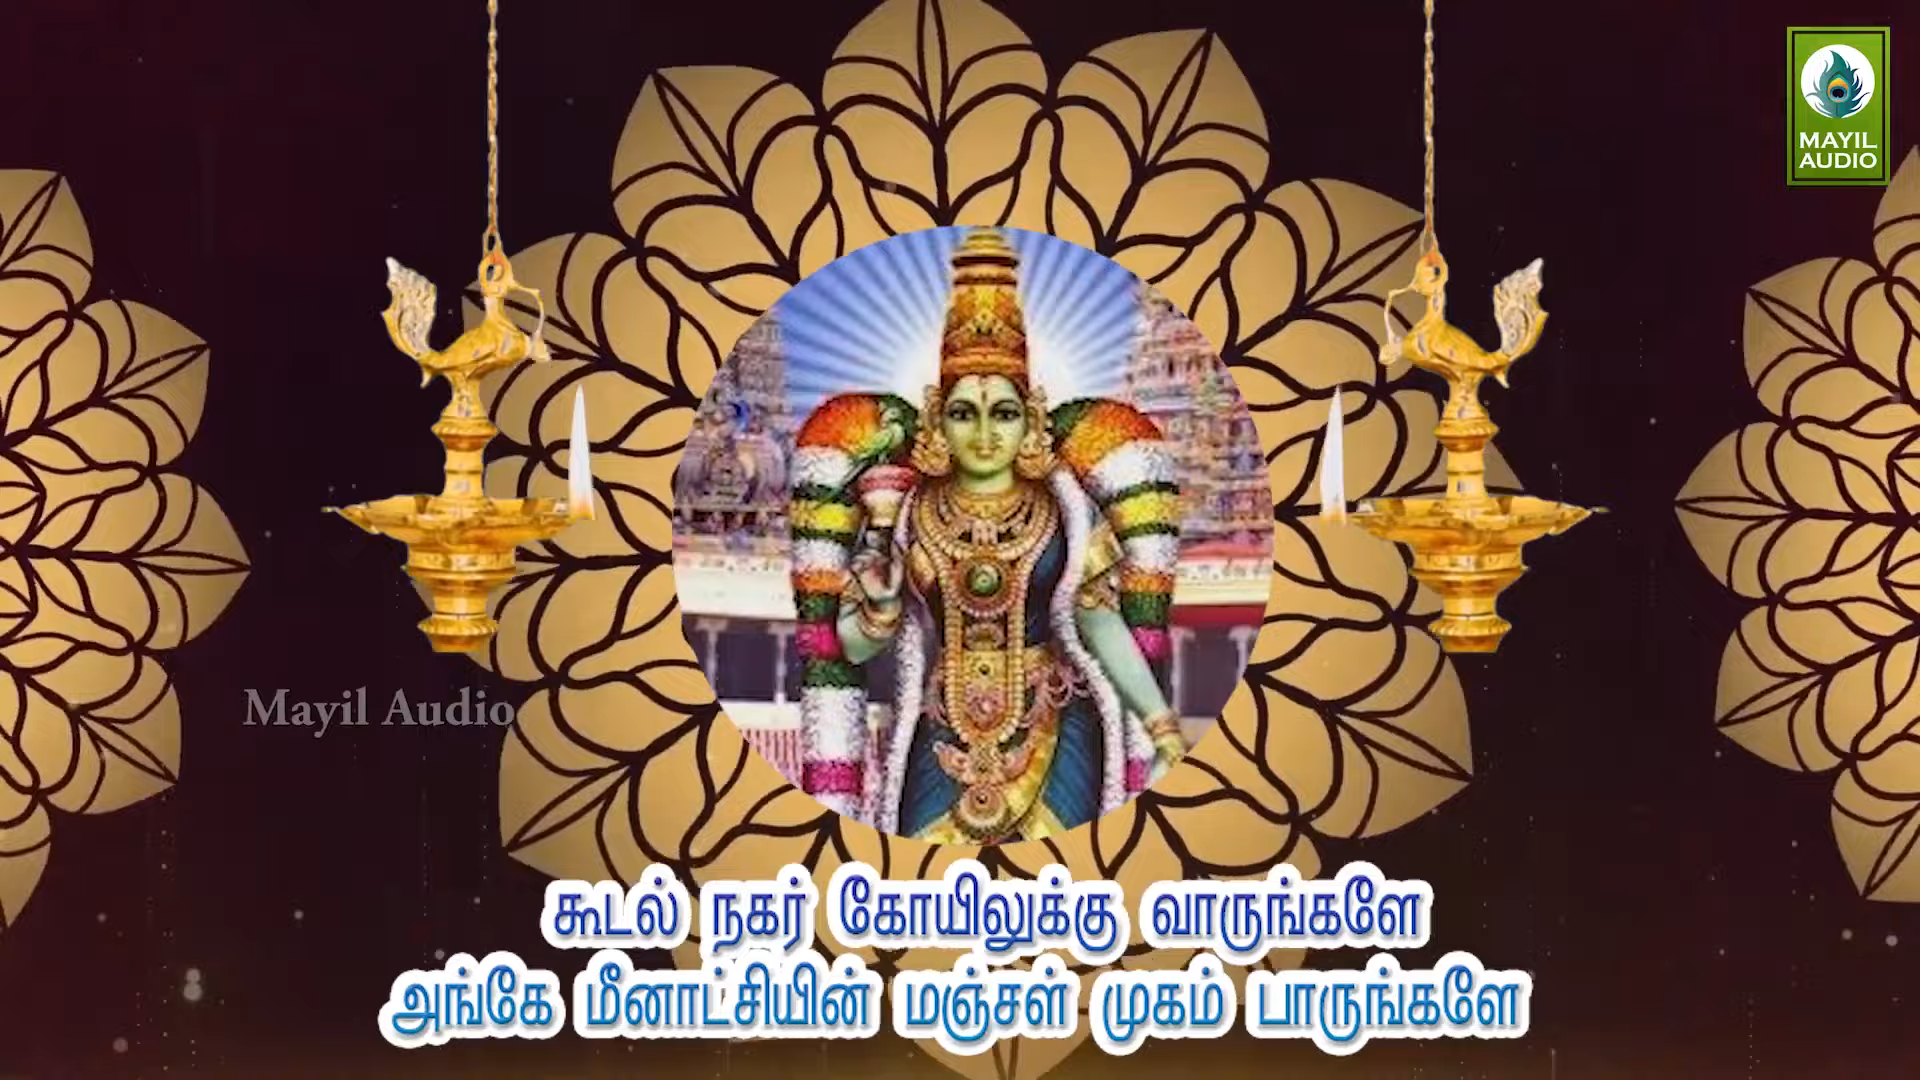 MAYIL
AUDIO
Mayil Audio
கூடல் நகர் கோயிலுக்கு வாருங்களே
அங்கே மீனாட்சியின் மஞ்சள் முகம் பாருங்களே